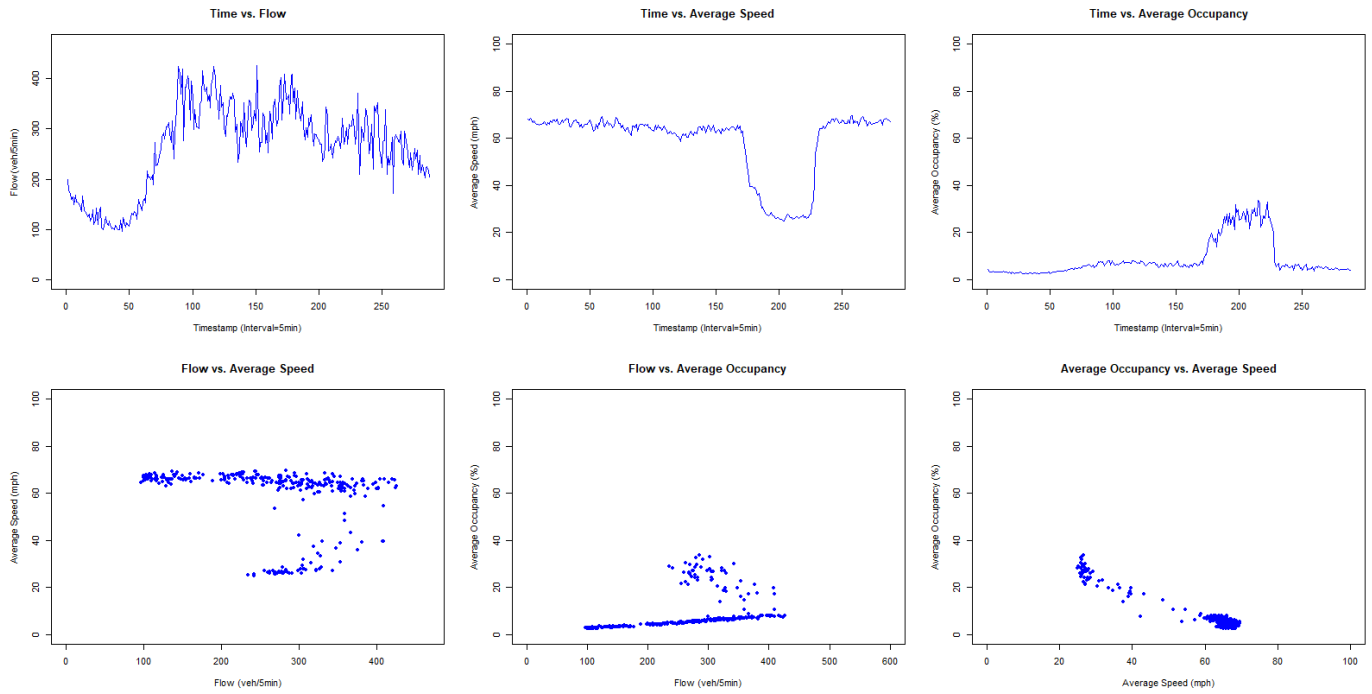 Time vs. Flow
Flow (veh/5min)
0 100 200 300 400
0 50 100 150 200 250
Timestamp (Interval=5min)
Time vs. Average Speed
Average Speed (mph)
0 20 40 60 80 100
0 50 100 150 200 250
Timestamp (Interval=5min)
Time vs. Average Occupancy
Average Occupancy (%)
0 20 40 60 80 100
0 50 100 150 200 250
Timestamp (Interval=5min)
Flow vs. Average Speed
Average Speed (mph)
0 20 40 60 80 100
0 100 200 300 400
Flow (veh/5min)
Flow vs. Average Occupancy
Average Occupancy (%)
0 20 40 60 80 100
0 100 200 300 400 500 600
Flow (veh/5min)
Average Occupancy vs. Average Speed
Average Occupancy (%)
0 20 40 60 80 100
0 20 40 60 80 100
Average Speed (mph)